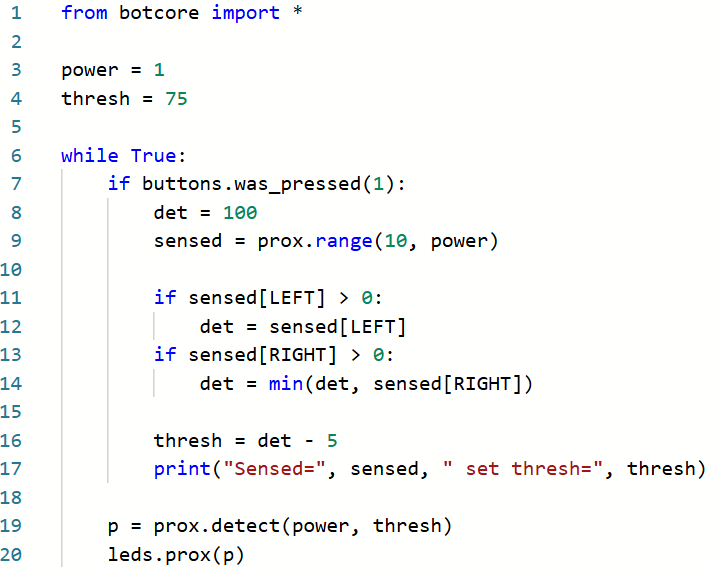 1 from botcore import *
2
3 power = 1
4 thresh = 75
5
6 while True:
7     if buttons.was_pressed(1):
8         det = 100
9         sensed = prox.range(10, power)
10
11         if sensed[LEFT] > 0:
12             det = sensed[LEFT]
13         if sensed[RIGHT] > 0:
14             det = min(det, sensed[RIGHT])
15
16         thresh = det - 5
17         print("Sensed=", sensed, " set thresh=", thresh)
18
19     p = prox.detect(power, thresh)
20     leds.prox(p)